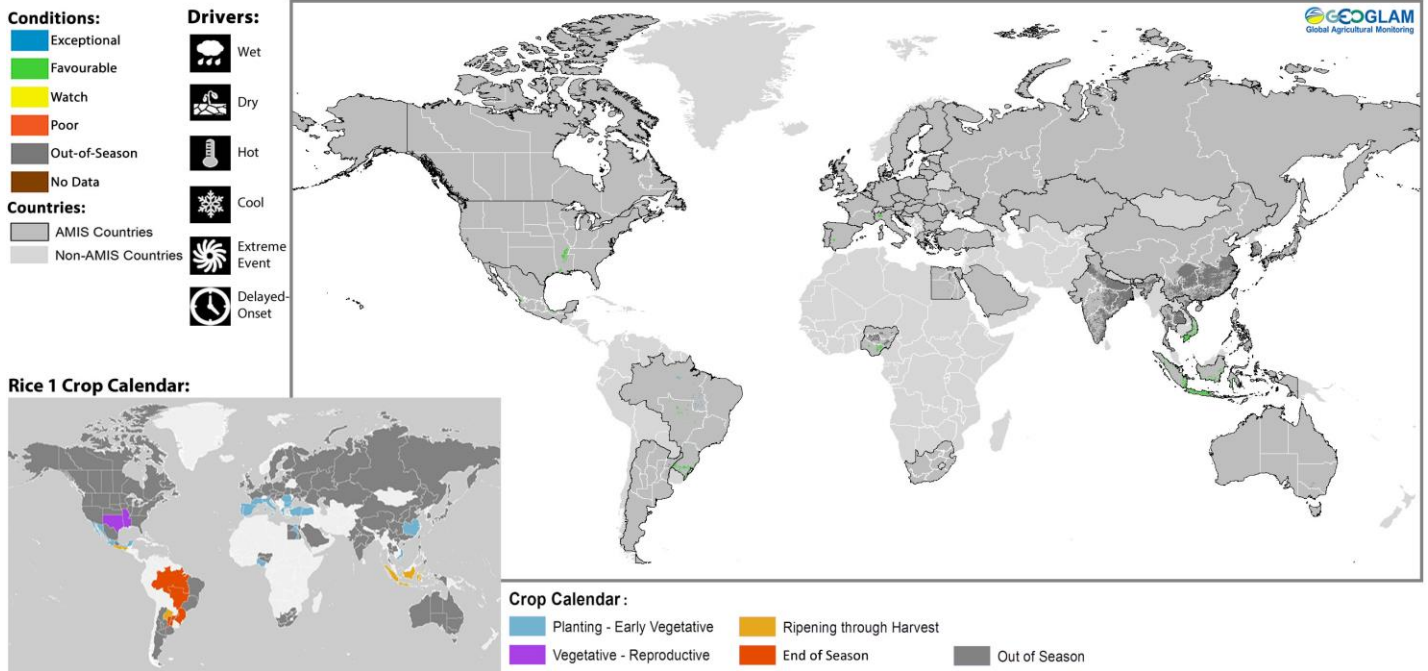 Conditions:
Exceptional
Favourable
Watch
Poor
Out-of-Season
No Data
Countries:
AMIS Countries
Non-AMIS Countries
Drivers:
Wet
Dry
Hot
Cool
Extreme
Event
Delayed-
Onset
GEOGLAM
Global Agricultural Monitoring
Rice 1 Crop Calendar:
Crop Calendar :
Planting - Early Vegetative
Ripening through Harvest
Vegetative - Reproductive
End of Season
Out of Season